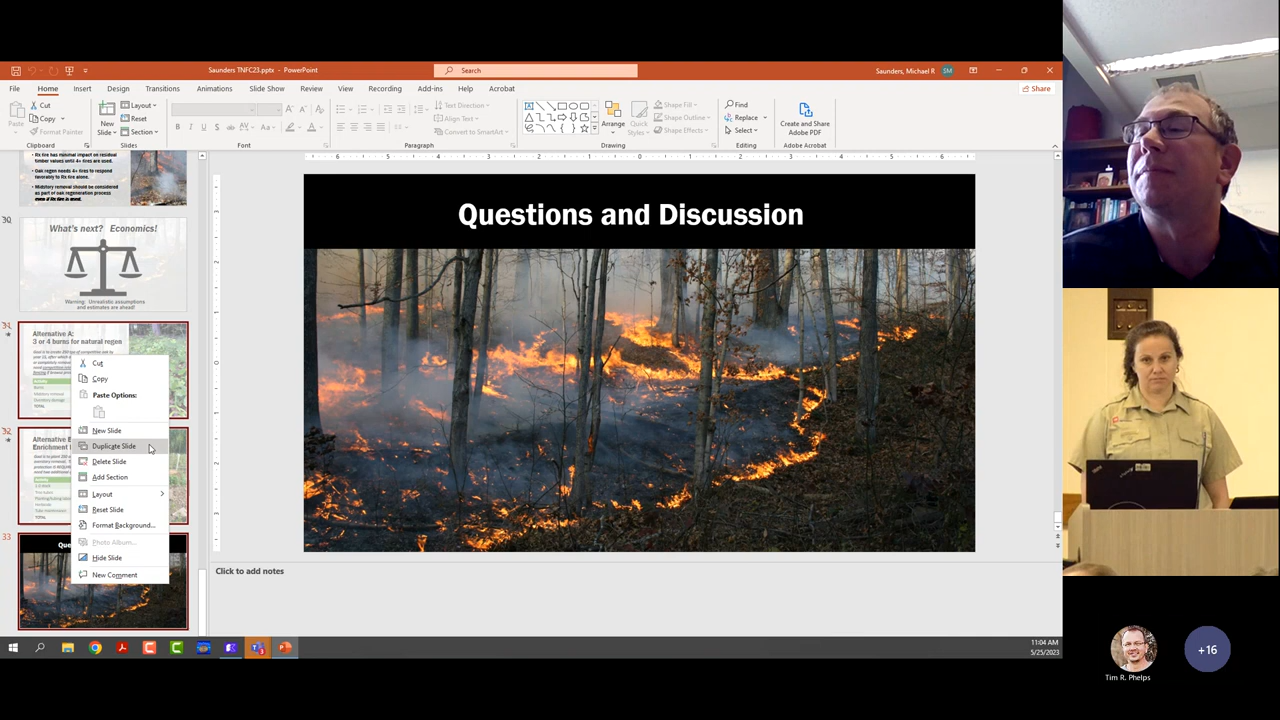 Saunders TNFC23.pptx - PowerPoint
Search
Saunders, Michael R
SM
File Home Insert Design Transitions Animations Slide Show Review View Recording Add-ins Help Acrobat
Share
Paste
Cut
Copy
Format Painter
Clipboard
New Slide
Layout
Reset
Section
Slides
Font
Text Direction
Align Text
Convert to SmartArt
Paragraph
Arrange
Quick Styles
Shape Fill
Shape Outline
Shape Effects
Drawing
Find
Replace
Select
Editing
Create and Share Adobe PDF
Adobe Acrobat
Rx fire has minimal impact on residual
timber values until 4+ fires are used.
Oak regen needs 4+ fires to respond
favorably to Rx fire alone.
Midstory removal should be considered
as part of oak regeneration process
even if Rx fire is used.
30
What's next? Economics!
Warning: Unrealistic assumptions
and estimates are ahead!
31
Alternative A:
3 or 4 burns for natural regen
Activity
Burns
Midstory removal
TOTAL
32
Activity
TOTAL
33
Cut
Copy
Paste Options:
New Slide
Duplicate Slide
Delete Slide
Add Section
Layout
Reset Slide
Format Background...
Photo Album...
Hide Slide
New Comment
Questions and Discussion
Click to add notes
11:04 AM
5/25/2023
Tim R. Phelps
+16